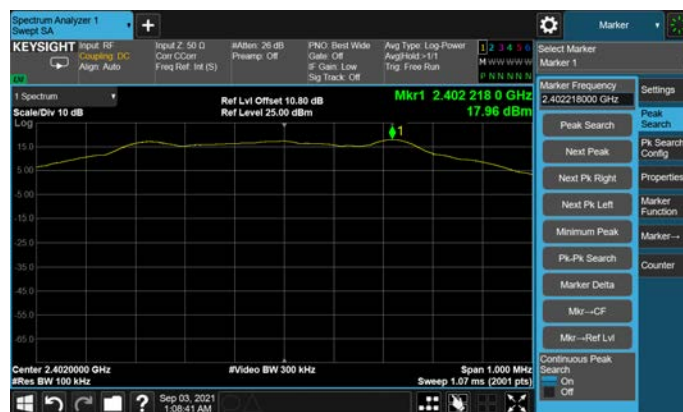 Spectrum Analyzer 1
Swept SA
+
Marker
KEYSIGHT
Input: RF
Coupling: DC
Align: Auto
Input Z: 50 Ω
Corr CCorr
Freq Ref: Int (S)
#Atten: 26 dB
Preamp: Off
PNO: Best Wide
Gate: Off
IF Gain: Low
Sig Track: Off
Avg Type: Log-Power
Avg|Hold:>1/1
Trig: Free Run
1 2 3 4 5 6
M W W W W W
P N N N N N
Select Marker
Marker 1
1 Spectrum
Scale/Div 10 dB
Log
Ref Lvl Offset 10.80 dB
Ref Level 25.00 dBm
Mkr1 2.402 218 0 GHz
17.96 dBm
1
15.0
5.00
-5.00
-15.0
-25.0
-35.0
-45.0
-55.0
-65.0
Center 2.4020000 GHz
#Res BW 100 kHz
#Video BW 300 kHz
Span 1.000 MHz
Sweep 1.07 ms (2001 pts)
Marker Frequency
2.402218000 GHz
Peak Search
Next Peak
Next Pk Right
Next Pk Left
Minimum Peak
Pk-Pk Search
Marker Delta
Mkr→CF
Mkr→Ref Lvl
Continuous Peak
Search
On
Off
Settings
Peak
Search
Pk Search
Config
Properties
Marker
Function
Marker→
Counter
?
Sep 03, 2021
1:08:41 AM